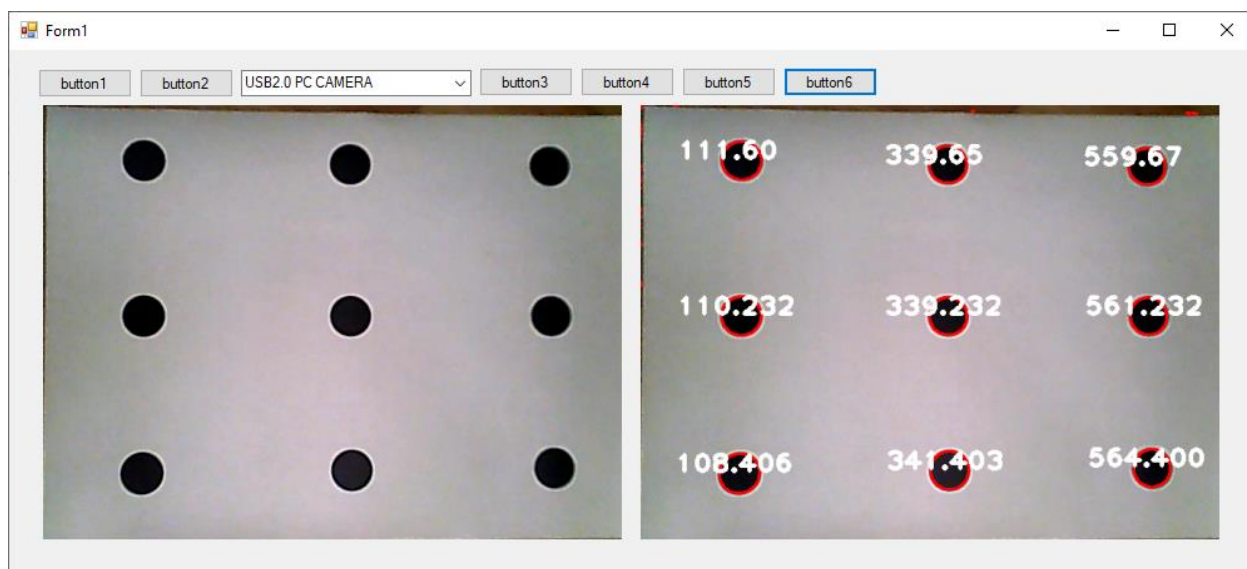 Form1
button1 button2 USB2.0 PC CAMERA button3 button4 button5 button6
111.60 339.65 559.67
110.232 339.232 561.232
108.406 341.403 564.400